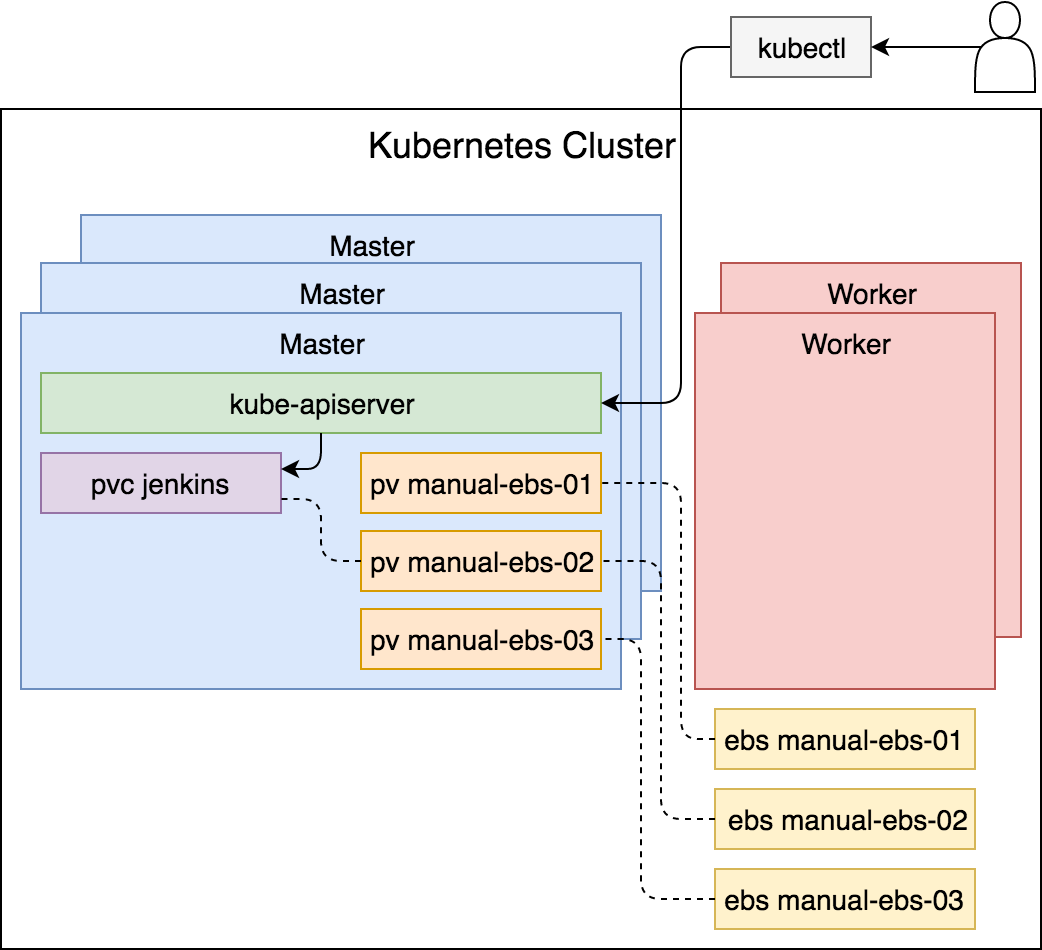 kubectl
Kubernetes Cluster
Master
Master
Master
Worker
Worker
kube-apiserver
pvc jenkins
pv manual-ebs-01
pv manual-ebs-02
pv manual-ebs-03
ebs manual-ebs-01
ebs manual-ebs-02
ebs manual-ebs-03